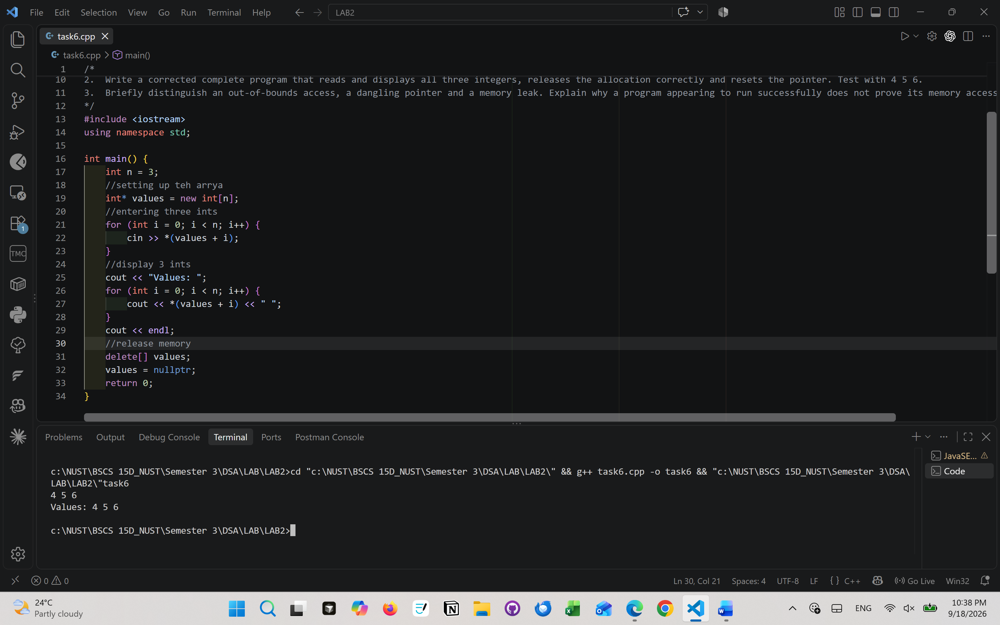 File Edit Selection View Go Run Terminal Help
LAB2
task6.cpp
task6.cpp > main()
1 /*
10 2. Write a corrected complete program that reads and displays all three integers, releases the allocation correctly and resets the pointer. Test with 4 5 6.
11 3. Briefly distinguish an out-of-bounds access, a dangling pointer and a memory leak. Explain why a program appearing to run successfully does not prove its memory access
12 */
13 #include <iostream>
14 using namespace std;
15
16 int main() {
17 int n = 3;
18 //setting up teh arrya
19 int* values = new int[n];
20 //entering three ints
21 for (int i = 0; i < n; i++) {
22 cin >> *(values + i);
23 }
24 //display 3 ints
25 cout << "Values: ";
26 for (int i = 0; i < n; i++) {
27 cout << *(values + i) << " ";
28 }
29 cout << endl;
30 //release memory
31 delete[] values;
32 values = nullptr;
33 return 0;
34 }
1
TMC
Problems Output Debug Console Terminal Ports Postman Console
JavaSE...
Code
c:\NUST\BSCS 15D_NUST\Semester 3\DSA\LAB\LAB2>cd "c:\NUST\BSCS 15D_NUST\Semester 3\DSA\LAB\LAB2\" && g++ task6.cpp -o task6 && "c:\NUST\BSCS 15D_NUST\Semester 3\DSA\
LAB\LAB2\"task6
4 5 6
Values: 4 5 6
c:\NUST\BSCS 15D_NUST\Semester 3\DSA\LAB\LAB2>
0 0 Ln 30, Col 21 Spaces: 4 UTF-8 LF { } C++ Go Live Win32
24°C
Partly cloudy
ENG
10:38 PM
9/18/2026